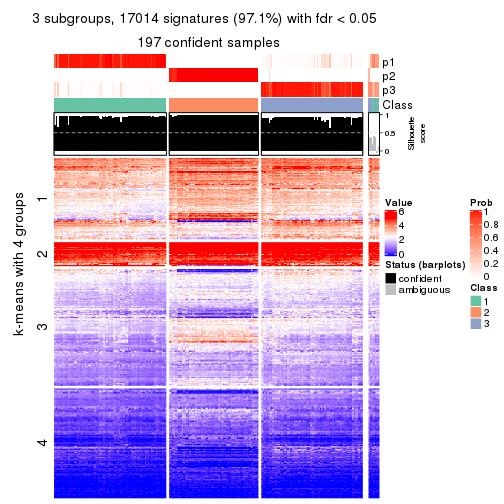 3 subgroups, 17014 signatures (97.1%) with fdr < 0.05
197 confident samples
p1
p2
p3
Class
1
0.5
0
Silhouette
score
k-means with 4 groups
1
2
3
4
Value
6
4
2
0
Status (barplots)
confident
ambiguous
Prob
1
0.8
0.6
0.4
0.2
0
Class
1
2
3